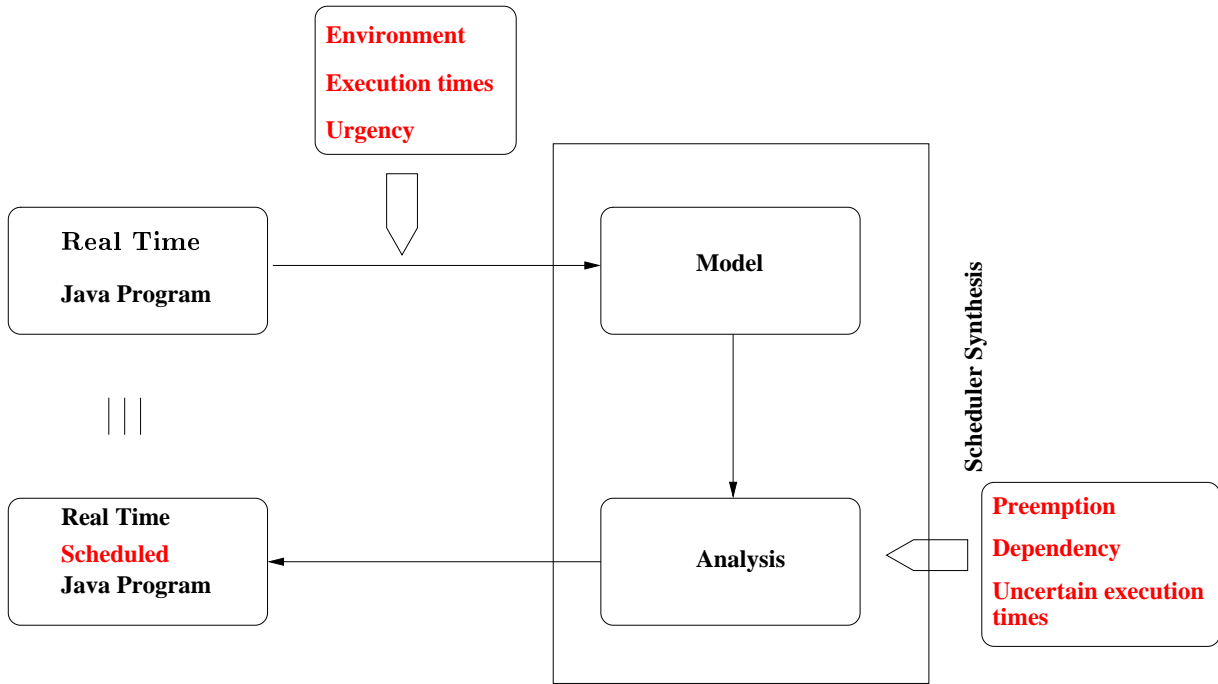 Environment
Execution times
Urgency
Real Time
Java Program
Model
Scheduler Synthesis
Real Time
Scheduled
Java Program
Analysis
Preemption
Dependency
Uncertain execution
times